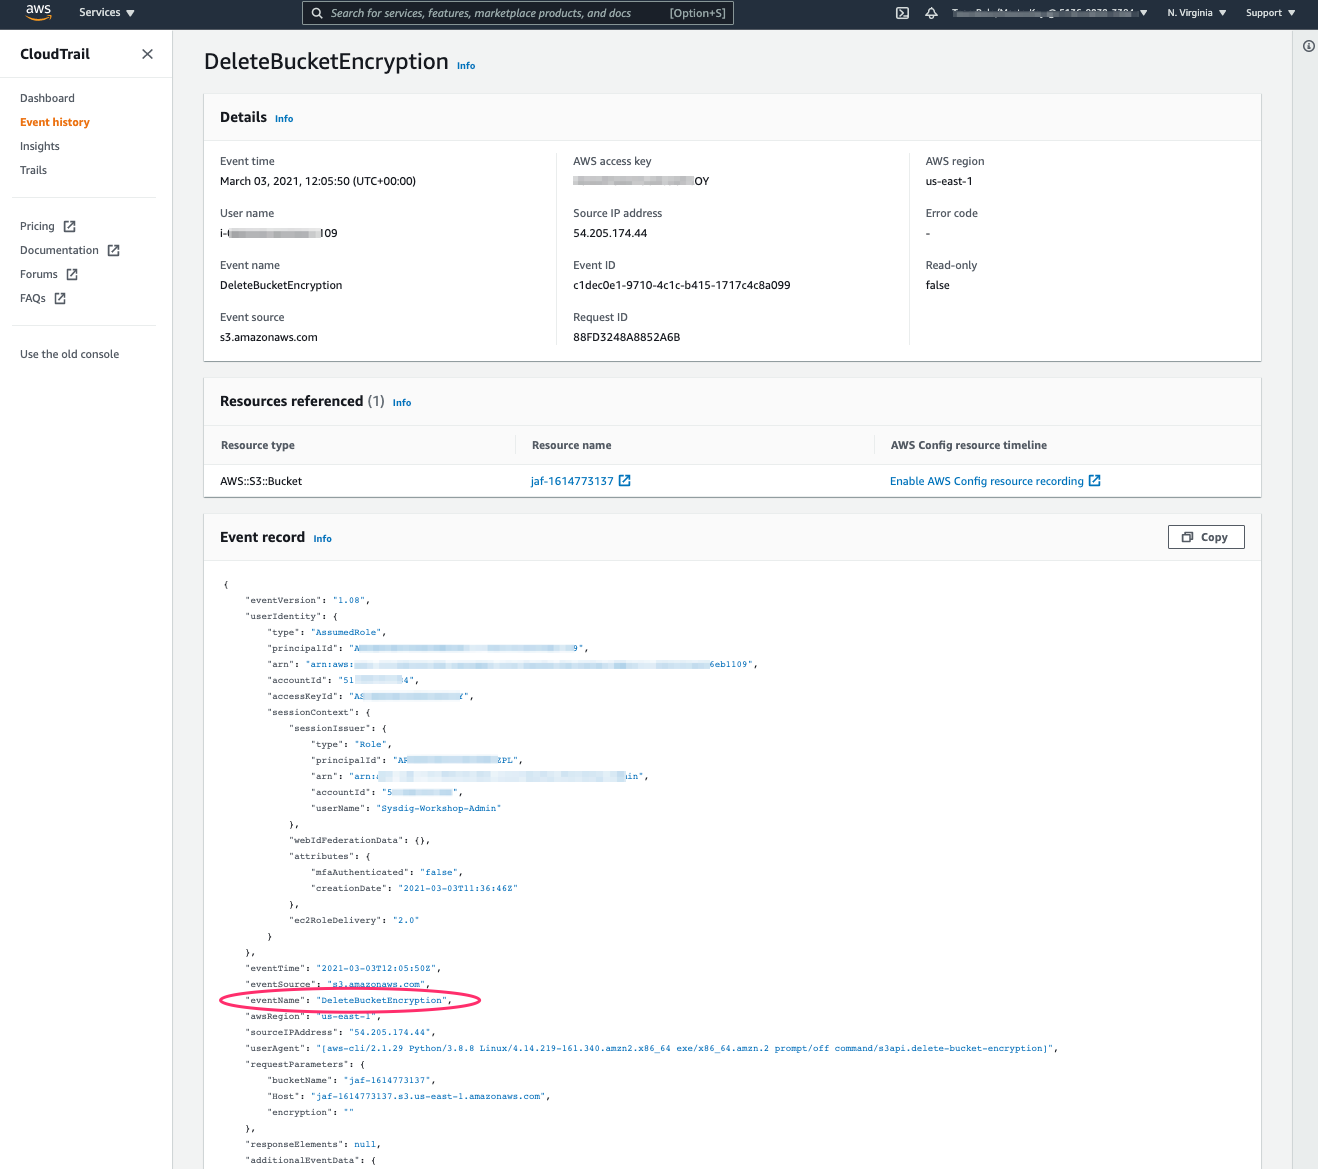 aws Services Search for services, features, marketplace products, and docs [Option+S] N. Virginia Support
CloudTrail
Dashboard
Event history
Insights
Trails
Pricing
Documentation
Forums
FAQs
Use the old console
DeleteBucketEncryption Info
Details Info
Event time
March 03, 2021, 12:05:50 (UTC+00:00)
User name
i- 109
Event name
DeleteBucketEncryption
Event source
s3.amazonaws.com
AWS access key
OY
Source IP address
54.205.174.44
Event ID
c1dec0e1-9710-4c1c-b415-1717c4c8a099
Request ID
88FD3248A8852A6B
AWS region
us-east-1
Error code
-
Read-only
false
Resources referenced (1) Info
Resource type Resource name AWS Config resource timeline
AWS::S3::Bucket jaf-1614773137 Enable AWS Config resource recording
Event record Info Copy
{
"eventVersion": "1.08",
"userIdentity": {
"type": "AssumedRole",
"principalId": "A 9",
"arn": "arn:aws: 6eb1109",
"accountId": "51 4",
"accessKeyId": "AS Y",
"sessionContext": {
"sessionIssuer": {
"type": "Role",
"principalId": "AR ZPL",
"arn": "arn: in",
"accountId": "5 ",
"userName": "Sysdig-Workshop-Admin"
},
"webIdFederationData": {},
"attributes": {
"mfaAuthenticated": "false",
"creationDate": "2021-03-03T11:36:46Z"
},
"ec2RoleDelivery": "2.0"
}
},
"eventTime": "2021-03-03T12:05:50Z",
"eventSource": "s3.amazonaws.com",
"eventName": "DeleteBucketEncryption",
"awsRegion": "us-east-1",
"sourceIPAddress": "54.205.174.44",
"userAgent": "[aws-cli/2.1.29 Python/3.8.8 Linux/4.14.219-161.340.amzn2.x86_64 exe/x86_64.amzn.2 prompt/off command/s3api.delete-bucket-encryption]",
"requestParameters": {
"bucketName": "jaf-1614773137",
"Host": "jaf-1614773137.s3.us-east-1.amazonaws.com",
"encryption": ""
},
"responseElements": null,
"additionalEventData": {